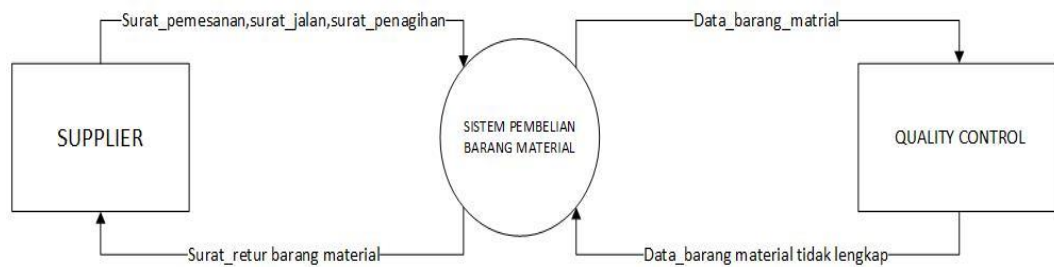 Surat_pemesanan,surat_jalan,surat_penagihan
Data_barang_matrial
SUPPLIER
SISTEM PEMBELIAN
BARANG MATERIAL
QUALITY CONTROL
Surat_retur barang material
Data_barang material tidak lengkap